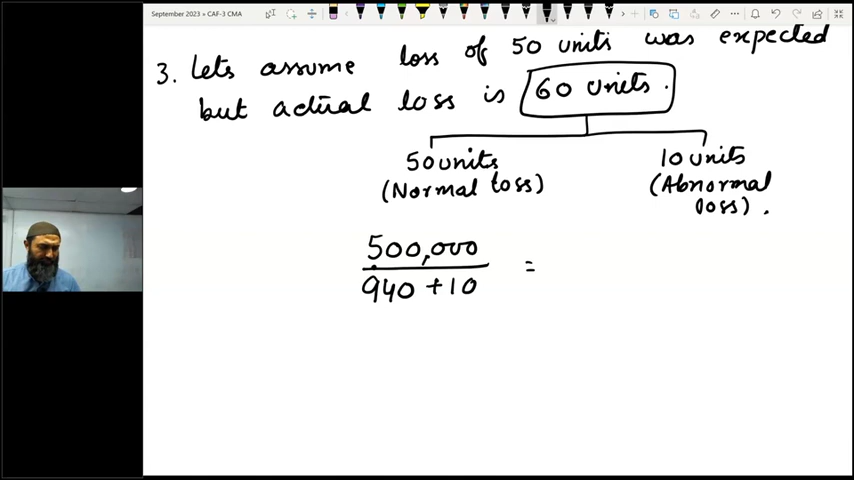 September 2023 » CAF-3 CMA
3. Lets assume loss of 50 units was expected
but actual loss is 60 units.
50 units
(Normal loss)
10 units
(Abnormal
loss).
500,000
940 + 10
=